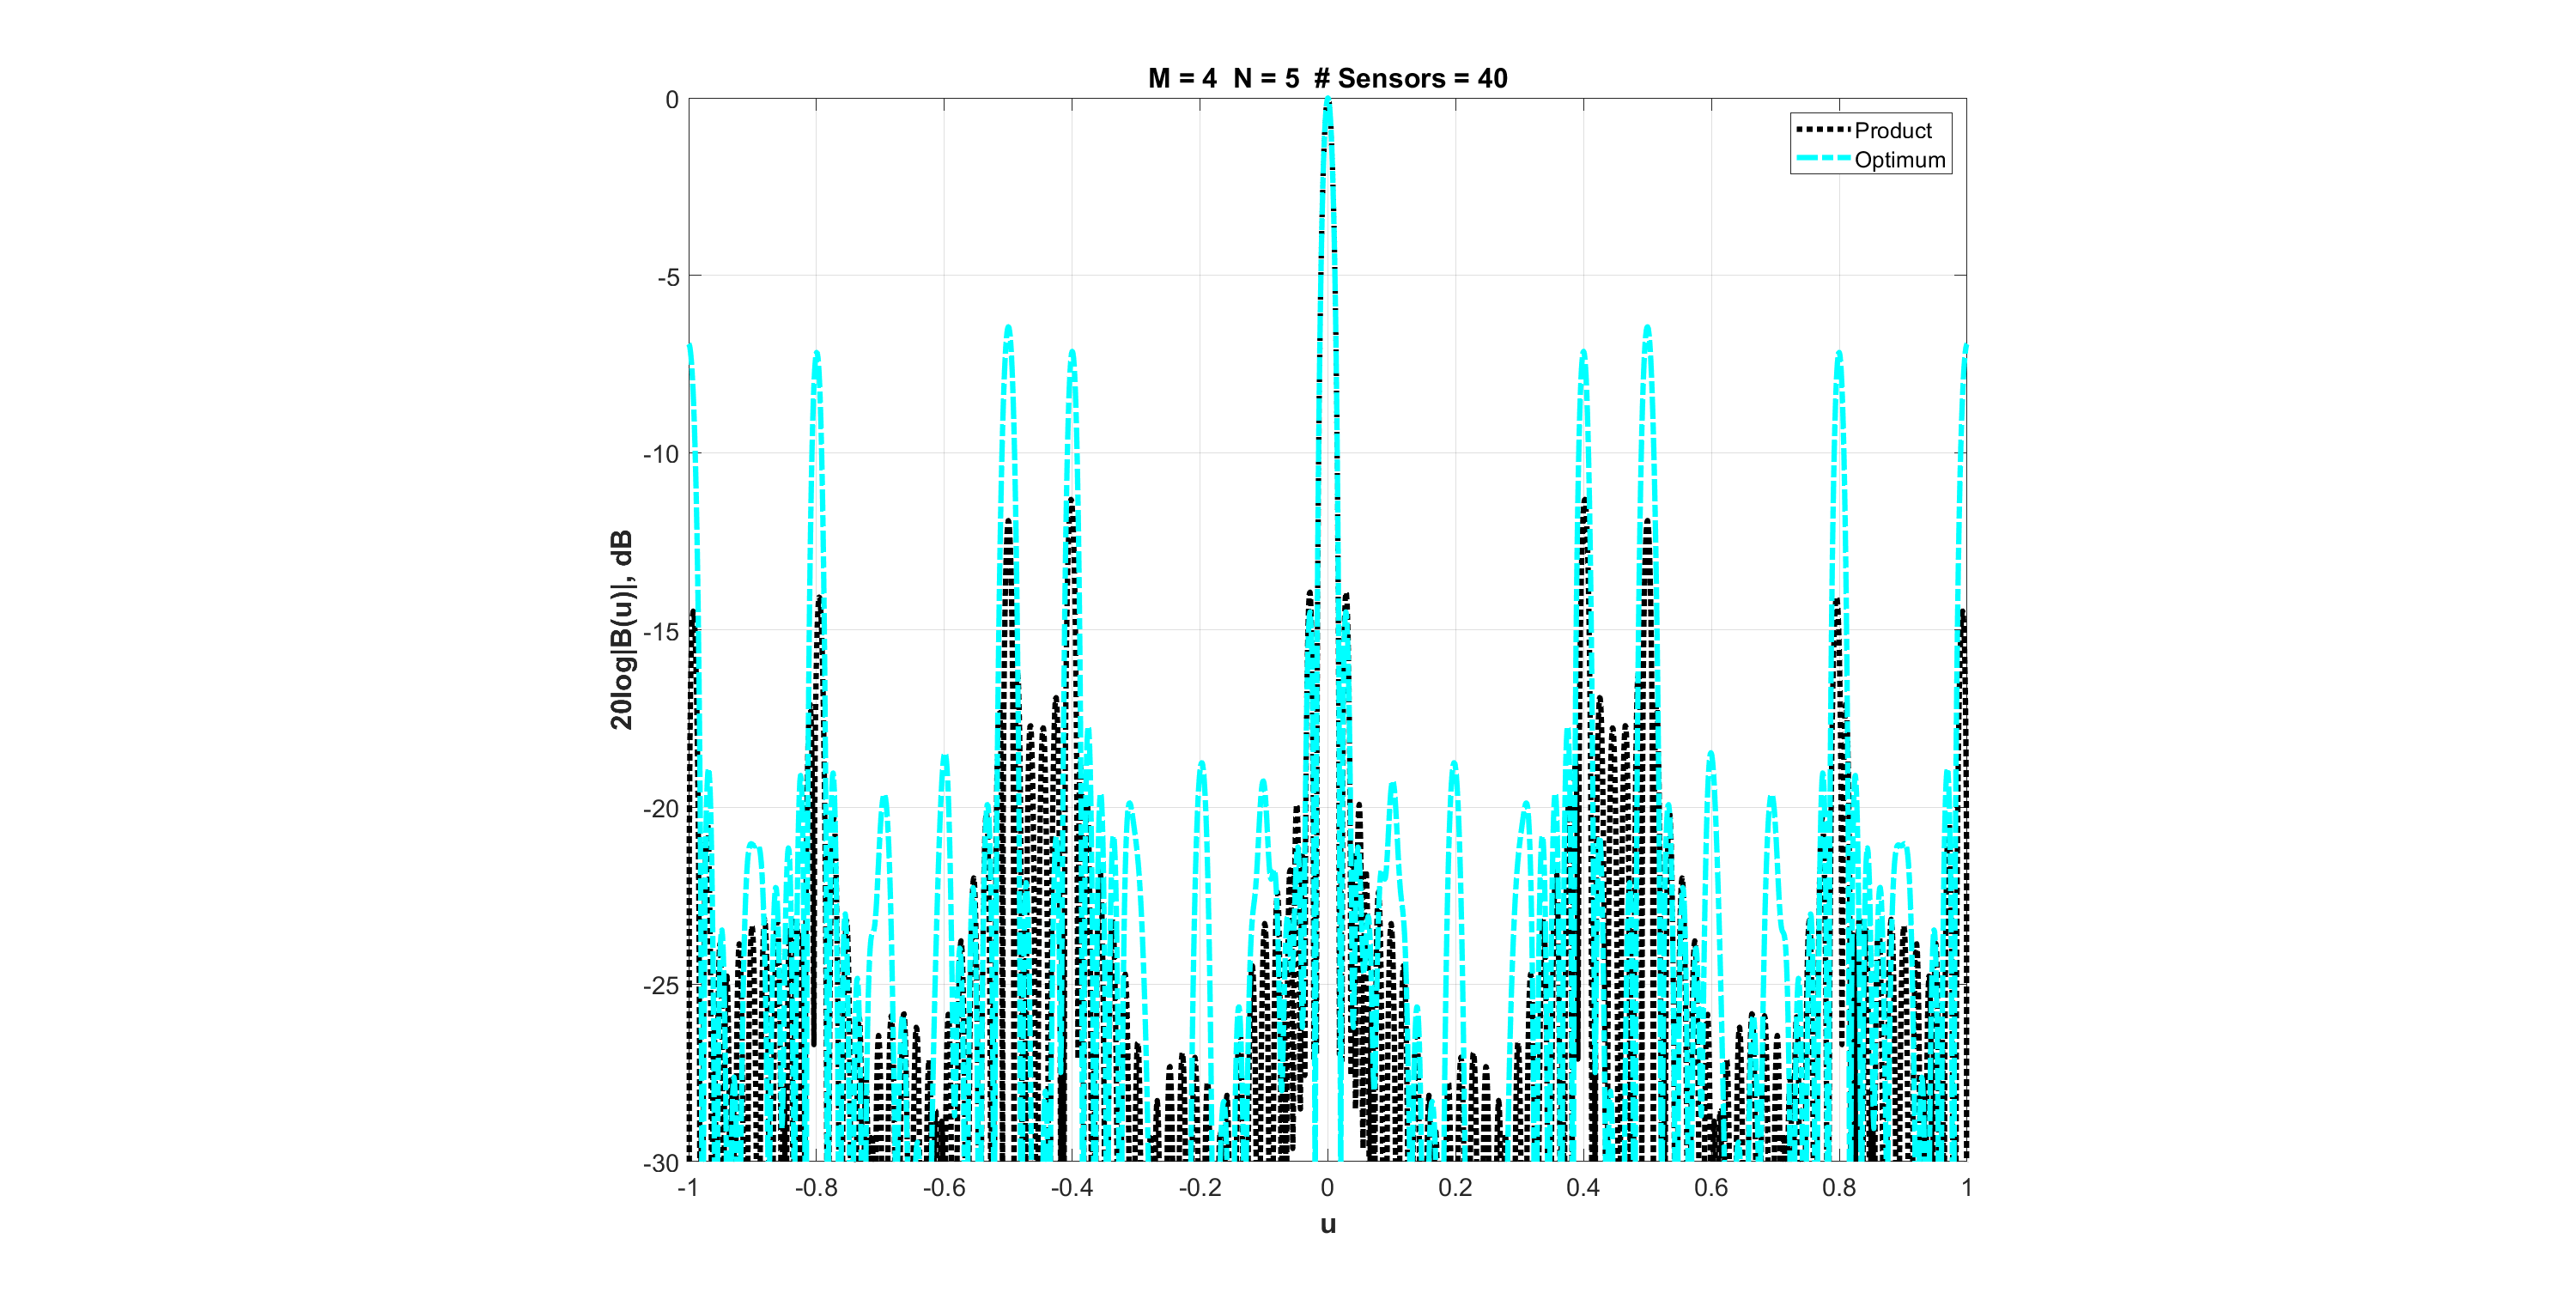 M = 4 N = 5 # Sensors = 40
0
-5
-10
-15
-20
-25
-30
20log|B(u)|, dB
Product
Optimum
-1 -0.8 -0.6 -0.4 -0.2 0 0.2 0.4 0.6 0.8 1
u